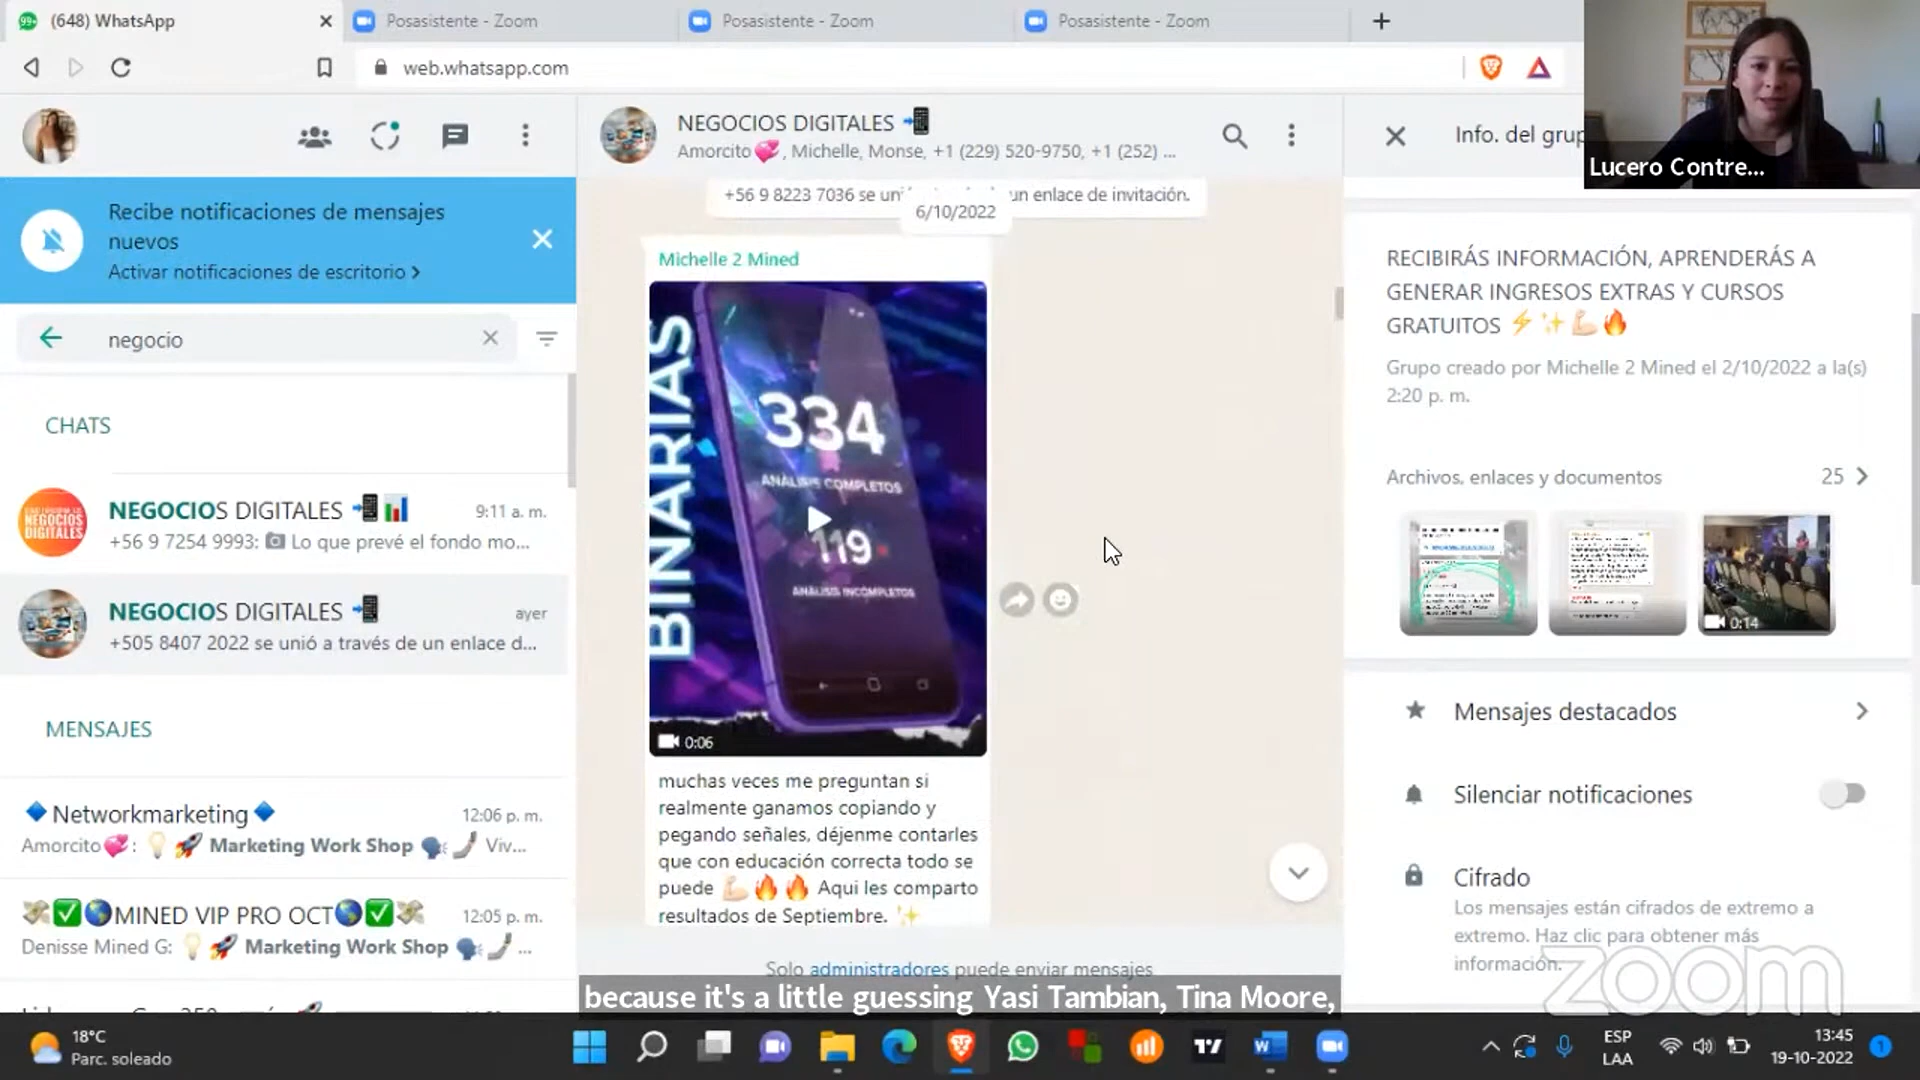 (648) WhatsApp
Posasistente - Zoom
Posasistente - Zoom
Posasistente - Zoom
web.whatsapp.com
Recibe notificaciones de mensajes
nuevos
Activar notificaciones de escritorio
negocio
CHATS
NEGOCIOS DIGITALES 📲📊
9:11 a. m.
+56 9 7254 9993: 📷 Lo que prevé el fondo mo...
NEGOCIOS DIGITALES 📲
ayer
+505 8407 2022 se unió a través de un enlace d...
MENSAJES
🔹Networkmarketing🔹
12:06 p. m.
Amorcito💞: 💡🚀 Marketing Work Shop 🗣️🤳🏻 Viv...
💸✅🌎MINED VIP PRO OCT🌎✅💸
12:05 p. m.
Denisse Mined G: 💡🚀 Marketing Work Shop 🗣️🤳🏻 ...
NEGOCIOS DIGITALES 📲
Amorcito💞, Michelle, Monse, +1 (229) 520-9750, +1 (252) ...
+56 9 8223 7036 se un enlace de invitación.
6/10/2022
Michelle 2 Mined
BINARIAS
334
ANÁLISIS COMPLETOS
119
ANÁLISIS INCOMPLETOS
0:06
muchas veces me preguntan si
realmente ganamos copiando y
pegando señales, déjenme contarles
que con educación correcta todo se
puede 💪🏻🔥🔥 Aqui les comparto
resultados de Septiembre. ✨
Solo administradores puede enviar mensajes
because it's a little guessing Yasi Tambian, Tina Moore,
Info. del grup
Lucero Contre...
RECIBIRÁS INFORMACIÓN, APRENDERÁS A
GENERAR INGRESOS EXTRAS Y CURSOS
GRATUITOS ⚡✨💪🏻🔥
Grupo creado por Michelle 2 Mined el 2/10/2022 a la(s)
2:20 p. m.
Archivos, enlaces y documentos
25
0:14
Mensajes destacados
Silenciar notificaciones
Cifrado
Los mensajes están cifrados de extremo a
extremo. Haz clic para obtener más
información.
zoom
18°C
Parc. soleado
ESP
LAA
13:45
19-10-2022
1